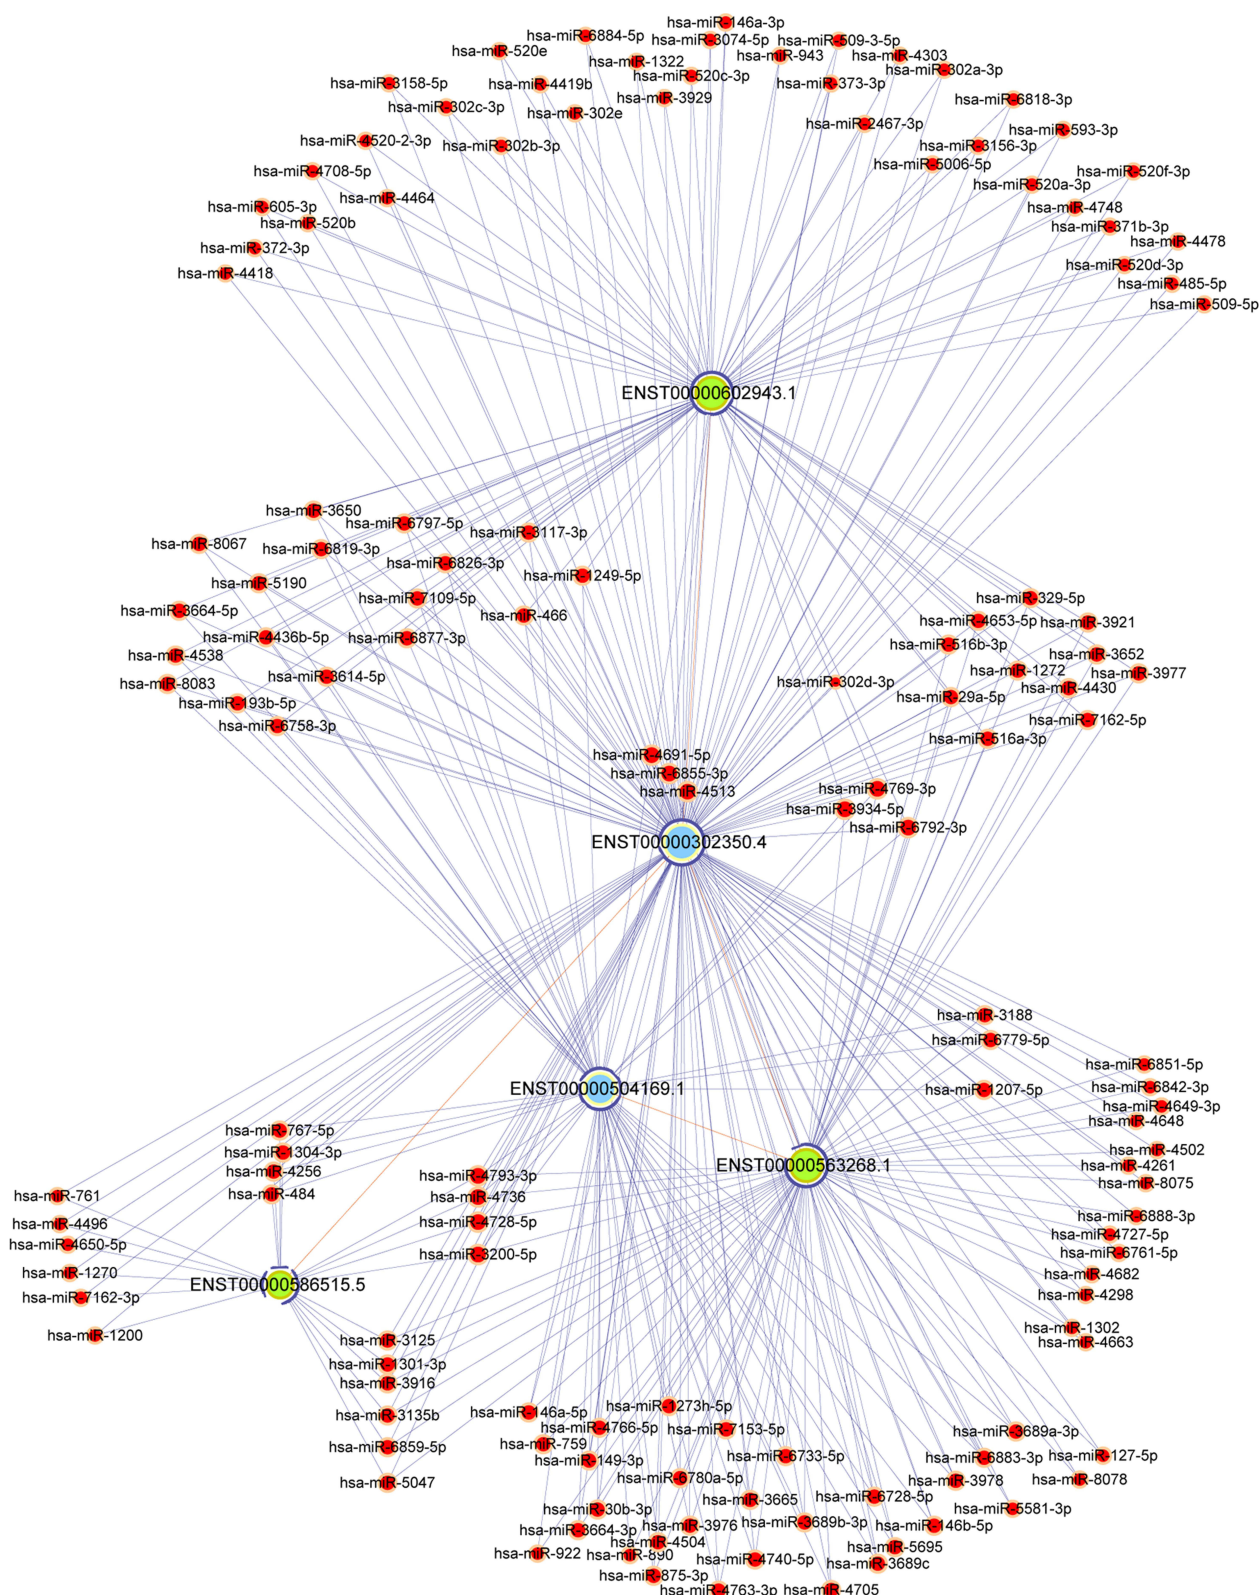 hsa-miR-146a-3p
hsa-miR-6884-5p
hsa-miR-3074-5p
hsa-miR-509-3-5p
hsa-miR-520e
hsa-miR-1322
hsa-miR-943
hsa-miR-4303
hsa-miR-302a-3p
hsa-miR-520c-3p
hsa-miR-3158-5p
hsa-miR-4419b
hsa-miR-373-3p
hsa-miR-3929
hsa-miR-6818-3p
hsa-miR-302c-3p
hsa-miR-302e
hsa-miR-2467-3p
hsa-miR-593-3p
hsa-miR-4520-2-3p
hsa-miR-302b-3p
hsa-miR-3156-3p
hsa-miR-5006-5p
hsa-miR-4708-5p
hsa-miR-520f-3p
hsa-miR-520a-3p
hsa-miR-4464
hsa-miR-605-3p
hsa-miR-4748
hsa-miR-520b
hsa-miR-371b-3p
hsa-miR-372-3p
hsa-miR-4478
hsa-miR-520d-3p
hsa-miR-4418
hsa-miR-485-5p
hsa-miR-509-5p
ENST00000602943.1
hsa-miR-3650
hsa-miR-6797-5p
hsa-miR-3117-3p
hsa-miR-8067
hsa-miR-6819-3p
hsa-miR-6826-3p
hsa-miR-1249-5p
hsa-miR-5190
hsa-miR-7109-5p
hsa-miR-329-5p
hsa-miR-3664-5p
hsa-miR-466
hsa-miR-4653-5p
hsa-miR-3921
hsa-miR-4436b-5p
hsa-miR-6877-3p
hsa-miR-516b-3p
hsa-miR-4538
hsa-miR-3652
hsa-miR-1272
hsa-miR-3977
hsa-miR-3614-5p
hsa-miR-8083
hsa-miR-302d-3p
hsa-miR-4430
hsa-miR-29a-5p
hsa-miR-193b-5p
hsa-miR-7162-5p
hsa-miR-6758-3p
hsa-miR-516a-3p
hsa-miR-4691-5p
hsa-miR-6855-3p
hsa-miR-4513
hsa-miR-4769-3p
hsa-miR-3934-5p
hsa-miR-6792-3p
ENST00000302350.4
hsa-miR-3188
hsa-miR-6779-5p
hsa-miR-6851-5p
hsa-miR-6842-3p
ENST00000504169.1
hsa-miR-1207-5p
hsa-miR-4649-3p
hsa-miR-4648
hsa-miR-767-5p
hsa-miR-1304-3p
hsa-miR-4502
hsa-miR-4261
ENST00000563268.1
hsa-miR-4256
hsa-miR-4793-3p
hsa-miR-8075
hsa-miR-761
hsa-miR-484
hsa-miR-4736
hsa-miR-6888-3p
hsa-miR-4496
hsa-miR-4728-5p
hsa-miR-4727-5p
hsa-miR-4650-5p
hsa-miR-3200-5p
hsa-miR-6761-5p
hsa-miR-1270
hsa-miR-4682
ENST00000586515.5
hsa-miR-7162-3p
hsa-miR-4298
hsa-miR-1200
hsa-miR-1302
hsa-miR-3125
hsa-miR-4663
hsa-miR-1301-3p
hsa-miR-3916
hsa-miR-1273h-5p
hsa-miR-3135b
hsa-miR-146a-5p
hsa-miR-4766-5p
hsa-miR-7153-5p
hsa-miR-3689a-3p
hsa-miR-6859-5p
hsa-miR-759
hsa-miR-149-3p
hsa-miR-6733-5p
hsa-miR-6883-3p
hsa-miR-127-5p
hsa-miR-5047
hsa-miR-6780a-5p
hsa-miR-3978
hsa-miR-8078
hsa-miR-3665
hsa-miR-6728-5p
hsa-miR-30b-3p
hsa-miR-5581-3p
hsa-miR-3664-3p
hsa-miR-3976
hsa-miR-3689b-3p
hsa-miR-146b-5p
hsa-miR-4504
hsa-miR-5695
hsa-miR-922
hsa-miR-890
hsa-miR-4740-5p
hsa-miR-3689c
hsa-miR-875-3p
hsa-miR-4763-3p
hsa-miR-4705